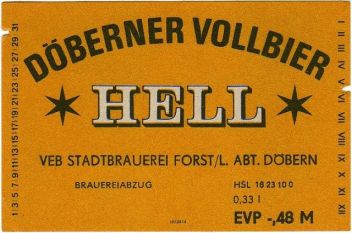 DÖBERNER VOLLBIER
HELL
VEB STADTBRAUEREI FORST/L. ABT. DÖBERN
BRAUEREIABZUG
HSL 18 23 10 0
0,33 l
EVP -,48 M
1 3 5 7 9 11 13 15 17 19 21 23 25 27 29 31
I II III IV V VI VII VIII IX X XI XII